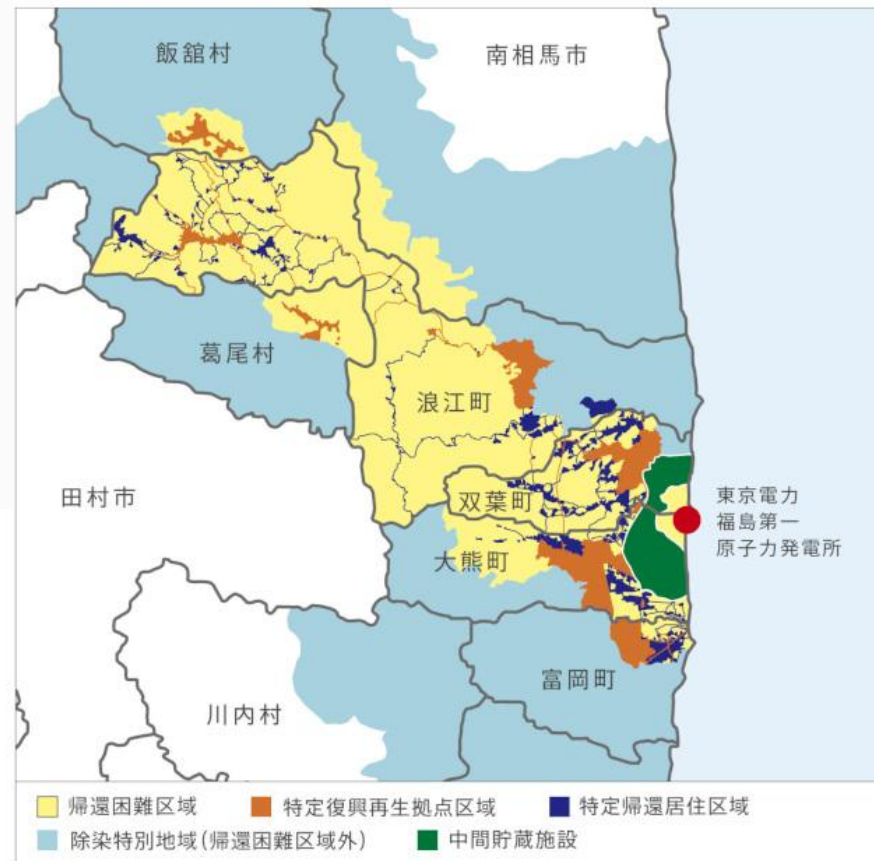 飯舘村
南相馬市
葛尾村
浪江町
田村市
双葉町
東京電力
福島第一
原子力発電所
大熊町
富岡町
川内村
帰還困難区域
特定復興再生拠点区域
特定帰還居住区域
除染特別地域(帰還困難区域外)
中間貯蔵施設